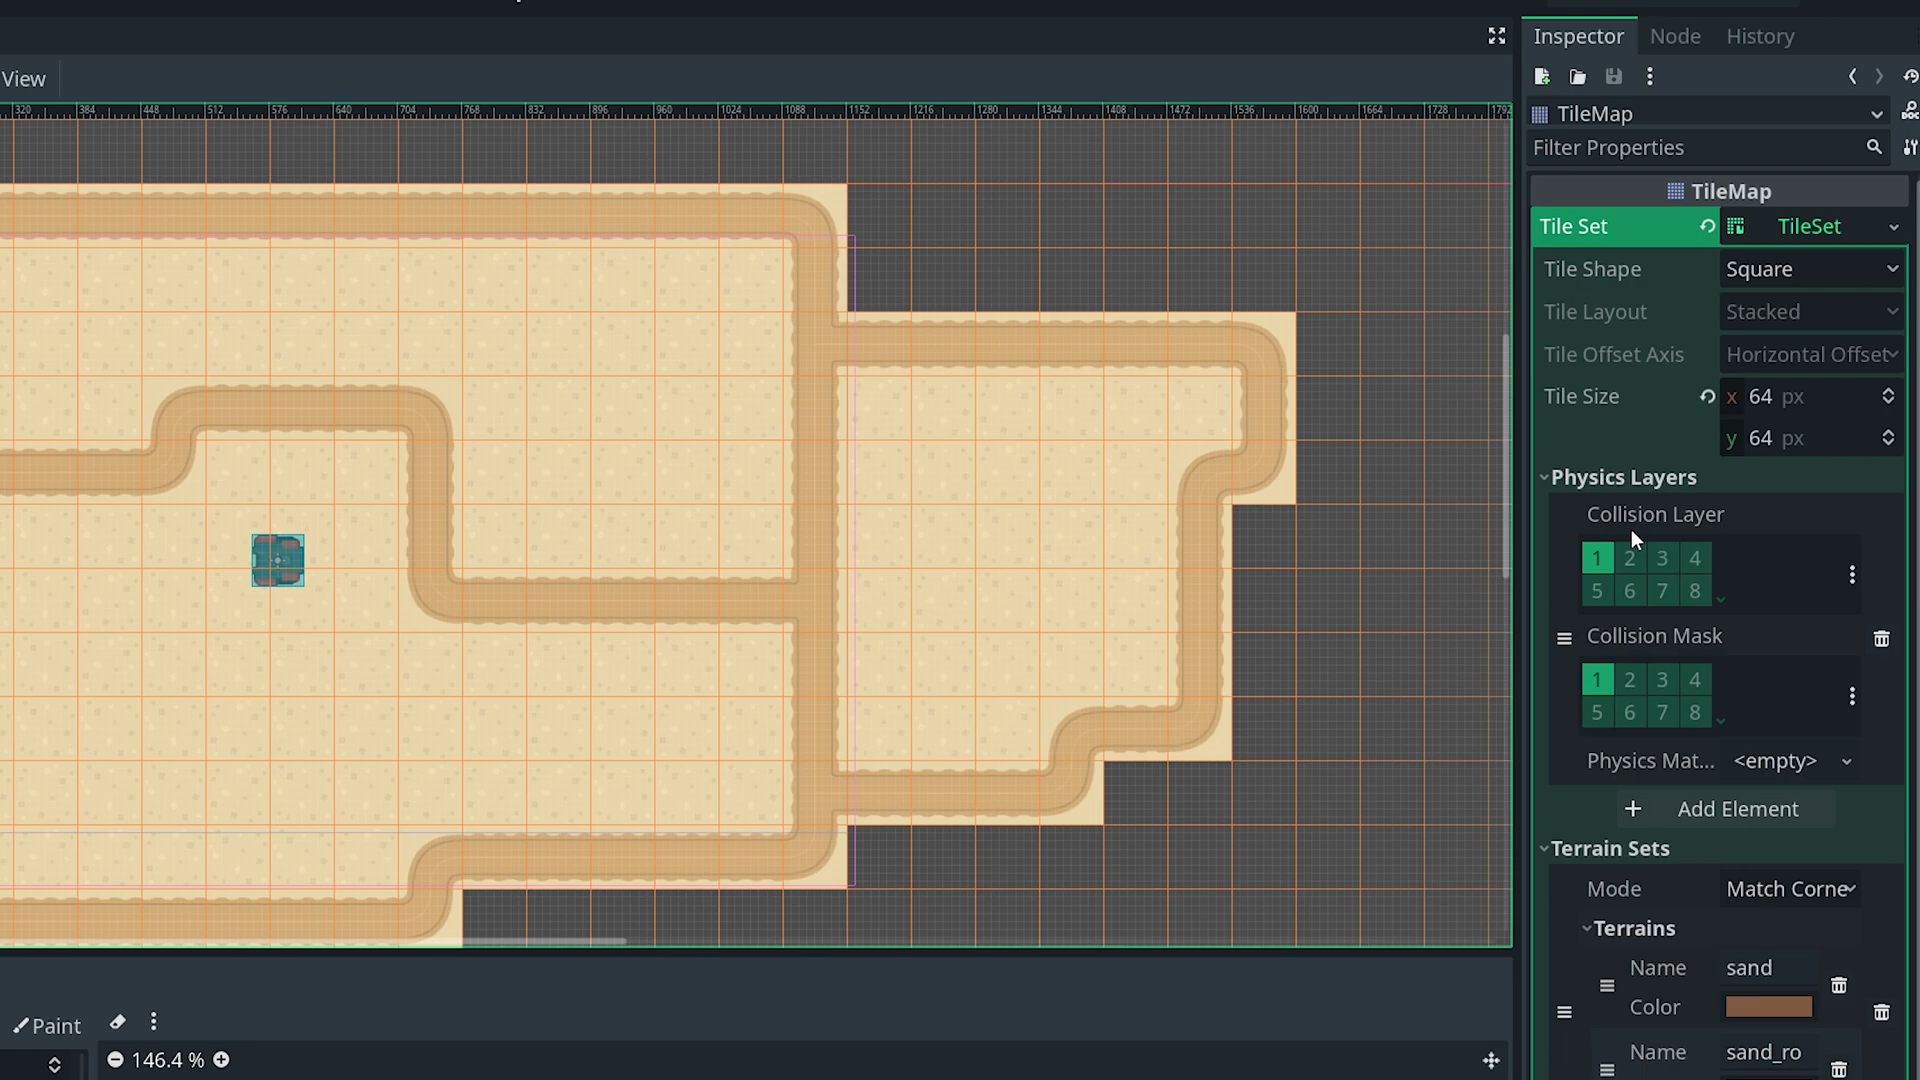 Inspector Node History
View
320 384 448 512 576 640 704 768 832 896 960 1024 1088 1152 1216 1280 1344 1408 1472 1536 1600 1664 1728 1792
TileMap
DOC
Filter Properties
TileMap
Tile Set TileSet
Tile Shape Square
Tile Layout Stacked
Tile Offset Axis Horizontal Offset
Tile Size x 64 px
y 64 px
Physics Layers
Collision Layer
1 2 3 4
5 6 7 8
Collision Mask
1 2 3 4
5 6 7 8
Physics Mat... <empty>
+ Add Element
Terrain Sets
Mode Match Corne
Terrains
Name sand
Color
Name sand_ro
Paint
146.4 %